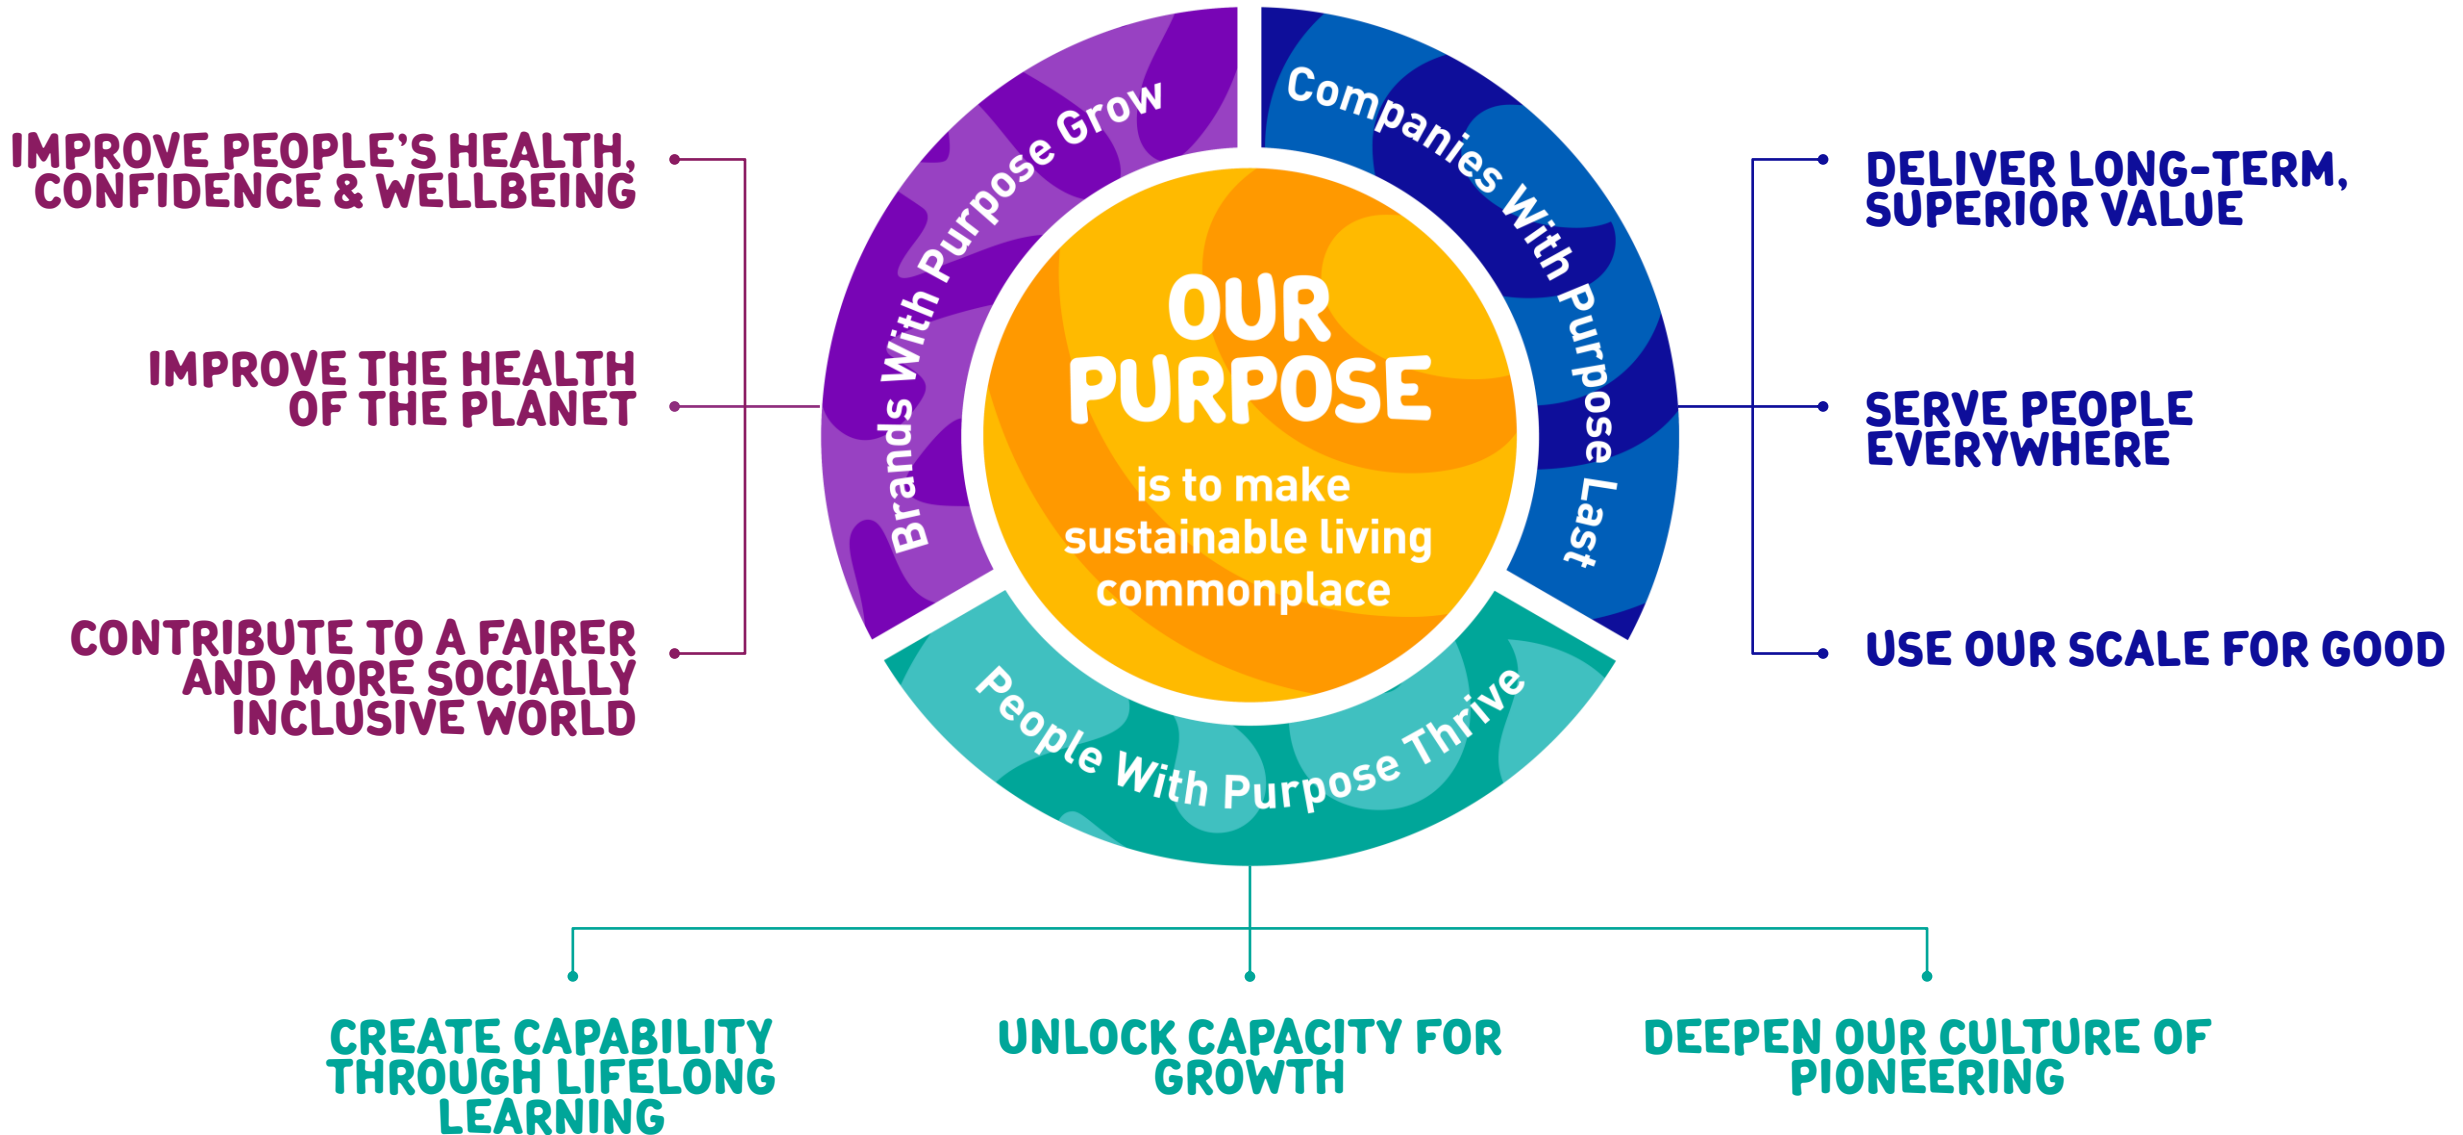 Brands With Purpose Grow
Companies With Purpose Last
People With Purpose Thrive
OUR
PURPOSE
is to make
sustainable living
commonplace
IMPROVE PEOPLE'S HEALTH,
CONFIDENCE & WELLBEING
IMPROVE THE HEALTH
OF THE PLANET
CONTRIBUTE TO A FAIRER
AND MORE SOCIALLY
INCLUSIVE WORLD
DELIVER LONG-TERM,
SUPERIOR VALUE
SERVE PEOPLE
EVERYWHERE
USE OUR SCALE FOR GOOD
CREATE CAPABILITY
THROUGH LIFELONG
LEARNING
UNLOCK CAPACITY FOR
GROWTH
DEEPEN OUR CULTURE OF
PIONEERING